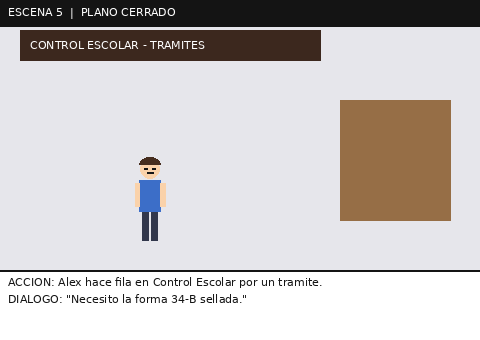 ESCENA 5 | PLANO CERRADO
CONTROL ESCOLAR - TRAMITES
ACCION: Alex hace fila en Control Escolar por un tramite.
DIALOGO: "Necesito la forma 34-B sellada."